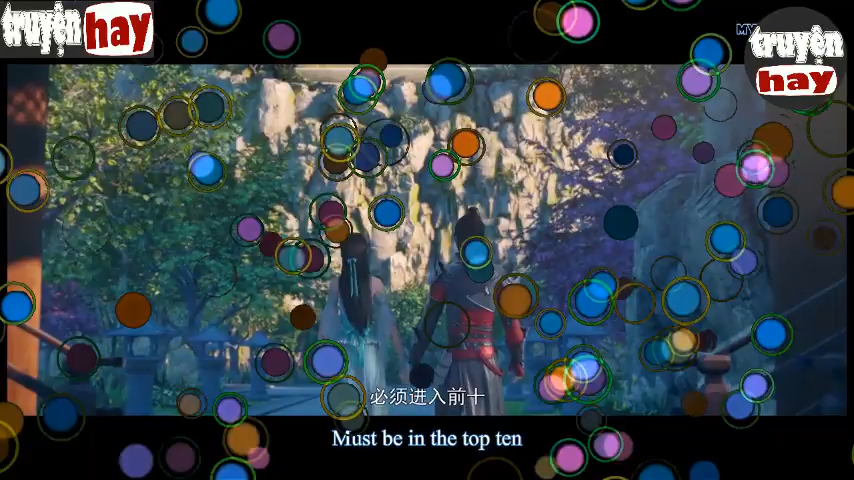 truyện hay
MY
truyện
hay
必须进入前十
Must be in the top ten